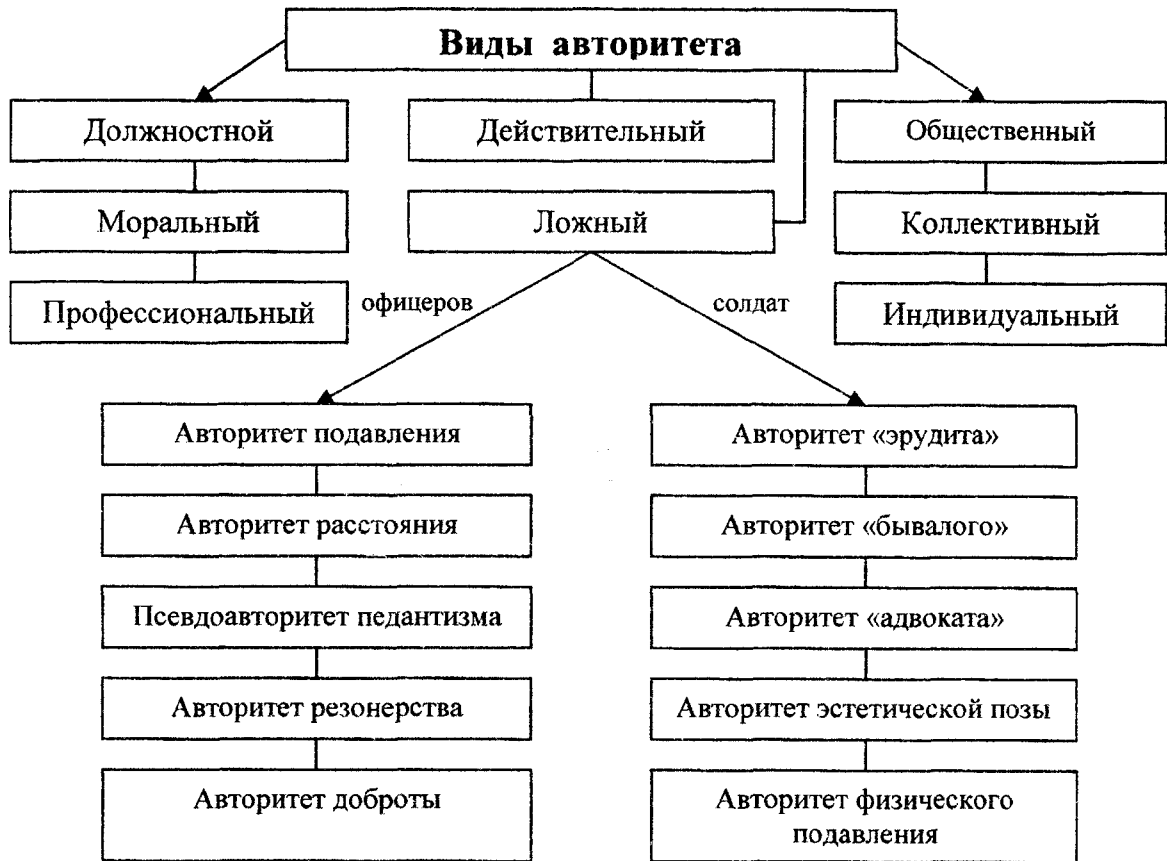 Виды авторитета
Должностной
Действительный
Общественный
Моральный
Ложный
Коллективный
Профессиональный
офицеров
солдат
Индивидуальный
Авторитет подавления
Авторитет «эрудита»
Авторитет расстояния
Авторитет «бывалого»
Псевдоавторитет педантизма
Авторитет «адвоката»
Авторитет резонерства
Авторитет эстетической позы
Авторитет доброты
Авторитет физического
подавления